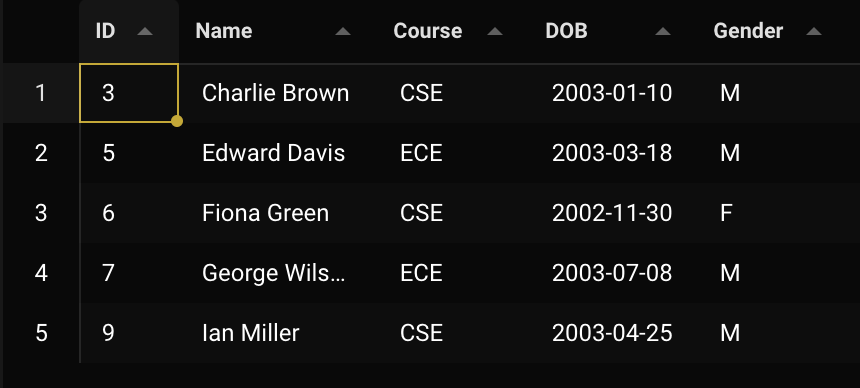 ID Name Course DOB Gender
1 3 Charlie Brown CSE 2003-01-10 M
2 5 Edward Davis ECE 2003-03-18 M
3 6 Fiona Green CSE 2002-11-30 F
4 7 George Wils... ECE 2003-07-08 M
5 9 Ian Miller CSE 2003-04-25 M